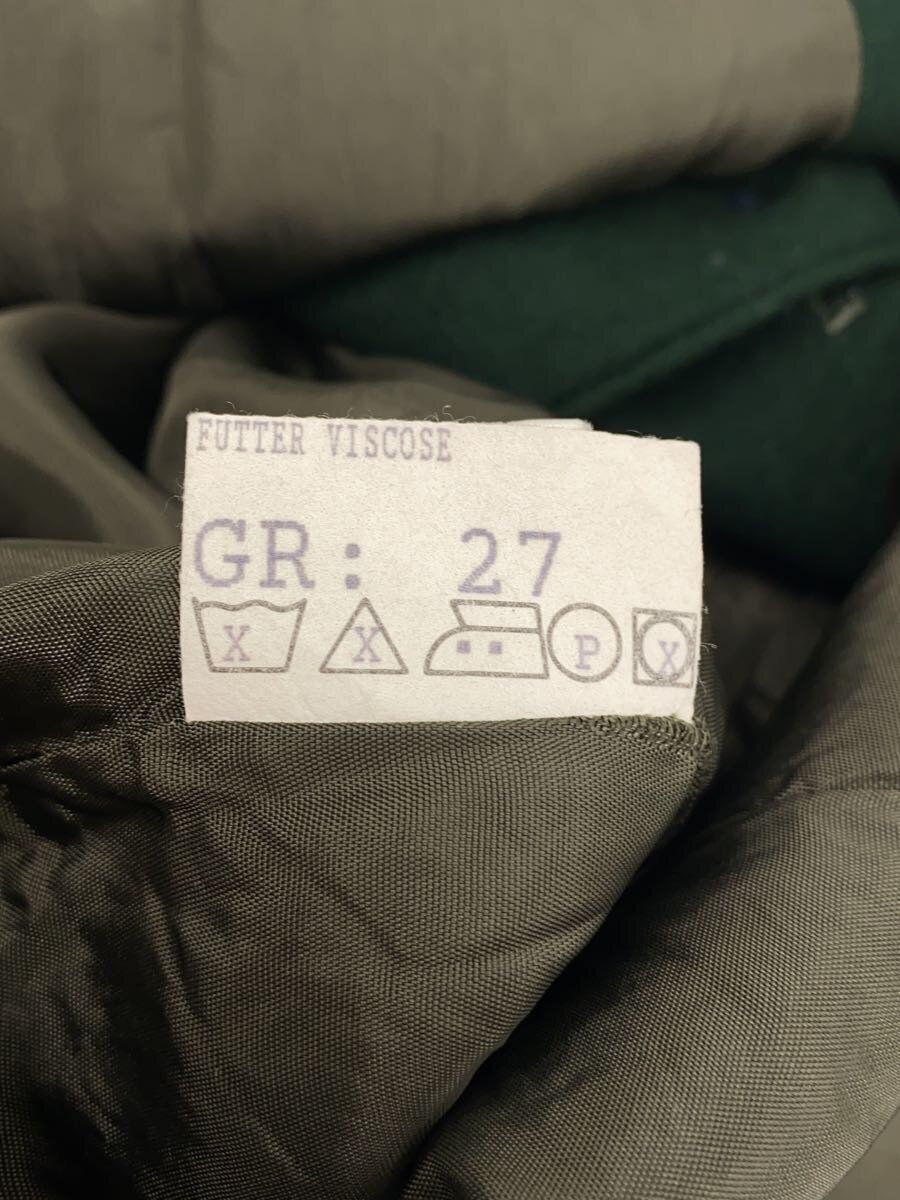 FUTTER VISCOSE
GR: 27
X X P X